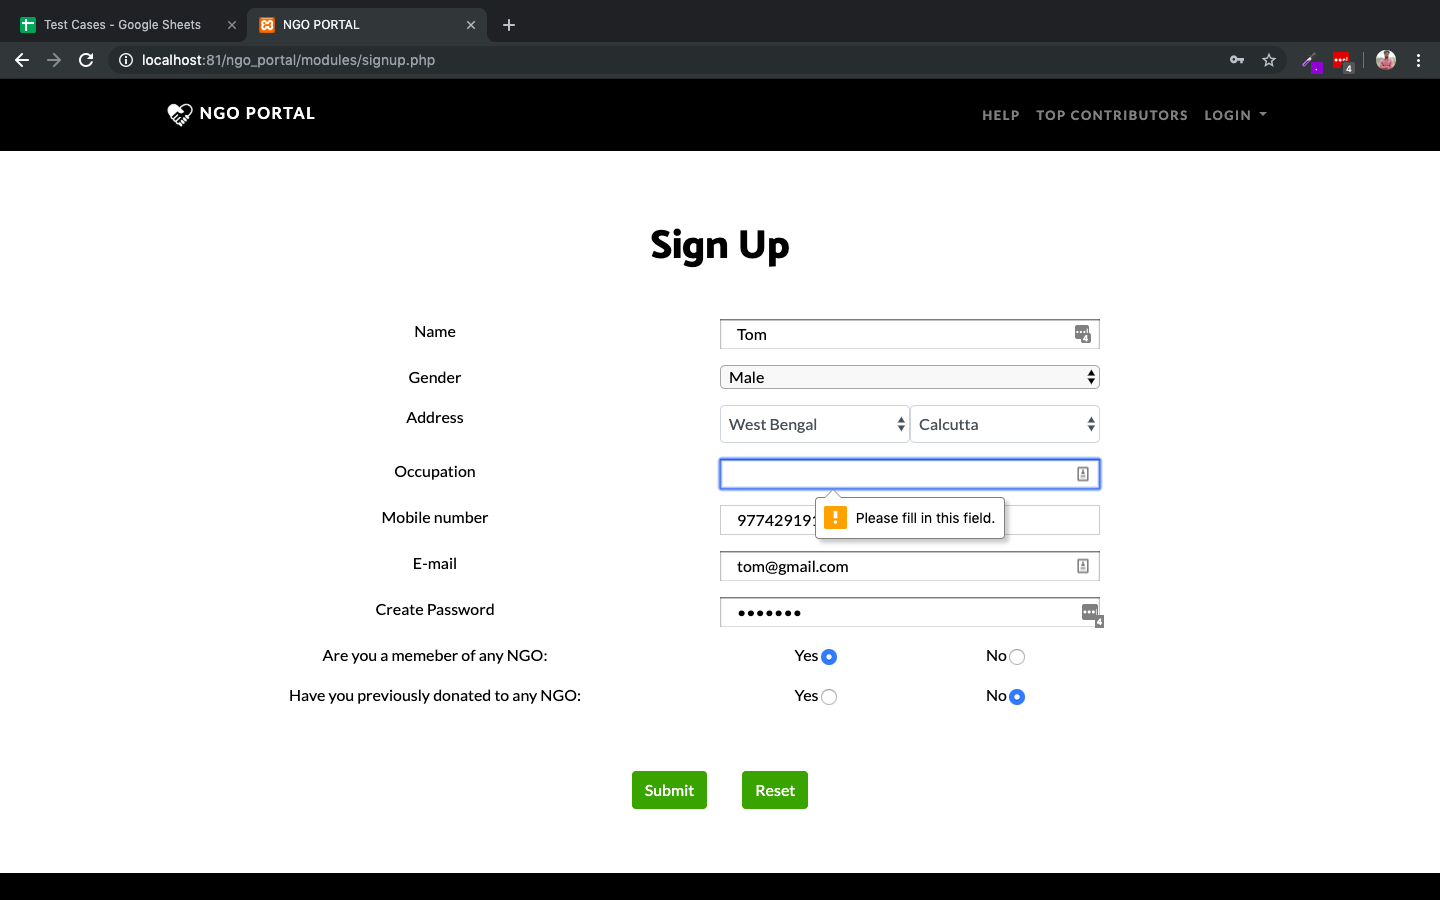 Test Cases - Google Sheets
NGO PORTAL
localhost:81/ngo_portal/modules/signup.php
4
NGO PORTAL
HELP TOP CONTRIBUTORS LOGIN
Sign Up
Name Tom
4
Gender Male
Address West Bengal Calcutta
Occupation
Please fill in this field.
Mobile number
E-mail tom@gmail.com
Create Password
4
Are you a memeber of any NGO: Yes No
Have you previously donated to any NGO: Yes No
Submit Reset